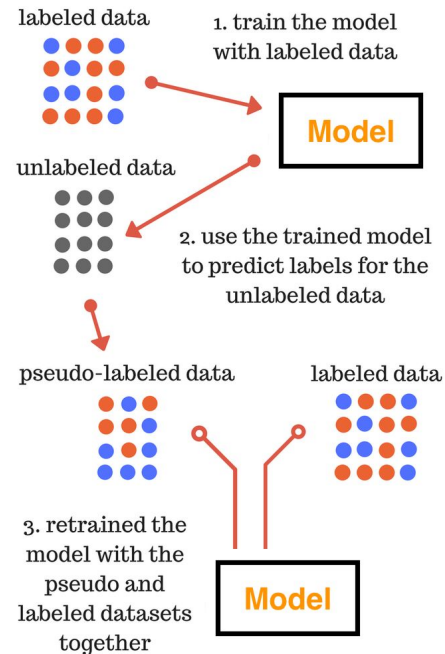 labeled data
1. train the model
with labeled data
Model
unlabeled data
2. use the trained model
to predict labels for the
unlabeled data
pseudo-labeled data
labeled data
3. retrained the
model with the
pseudo and
labeled datasets
together
Model